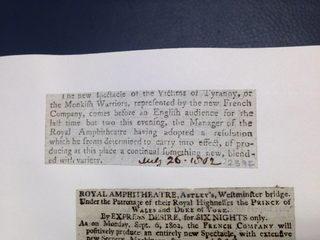 The new Spectacle of the Victims of Tyranny, or
the Monkish Warriors, represented by the new French
Company, comes before an English audience for the
last time but two this evening, the Manager of the
Royal Amphitheatre having adopted a resolution
which he seems determined to carry into effect, of pro-
ducing at this place a continual something new, blend-
ed with variety.
July 26. 1802
ROYAL AMPHITHEATRE, ASTLEY's, Westminster bridge.
Under the Patronage of their Royal Highnesses the PRINCE of
WALES and DUKE of YORK.
By EXPRESS DESIRE, for SIX NIGHTS only.
As on Monday, Sept. 6, 1802, the FRENCH COMPANY will
positively produce an entirely new Spectacle, with extensive